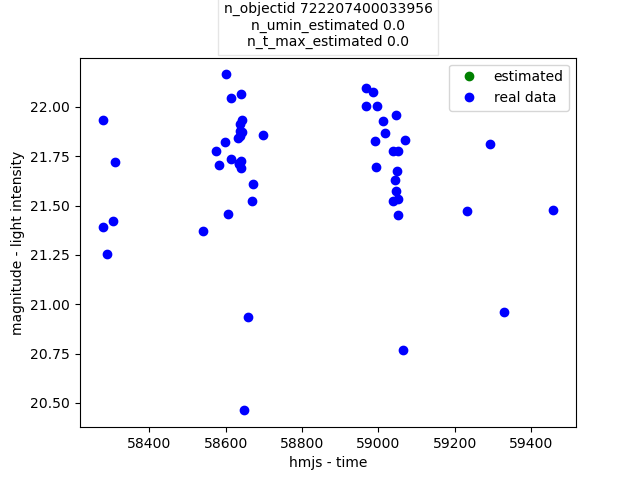 n_objectid 722207400033956
n_umin_estimated 0.0
n_t_max_estimated 0.0
estimated
real data
22.00
21.75
21.50
21.25
21.00
20.75
20.50
magnitude - light intensity
58400
58600
58800
59000
59200
59400
hmjs - time